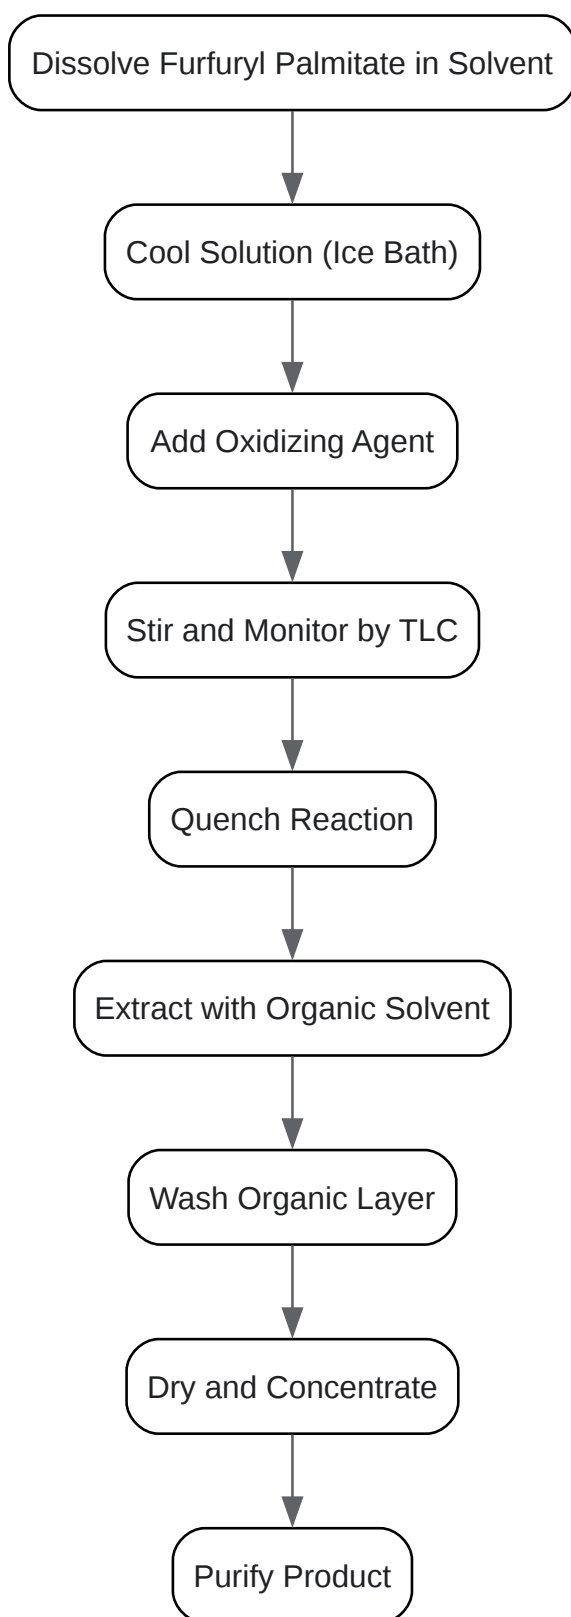 Dissolve Furfuryl Palmitate in Solvent
Cool Solution (Ice Bath)
Add Oxidizing Agent
Stir and Monitor by TLC
Quench Reaction
Extract with Organic Solvent
Wash Organic Layer
Dry and Concentrate
Purify Product